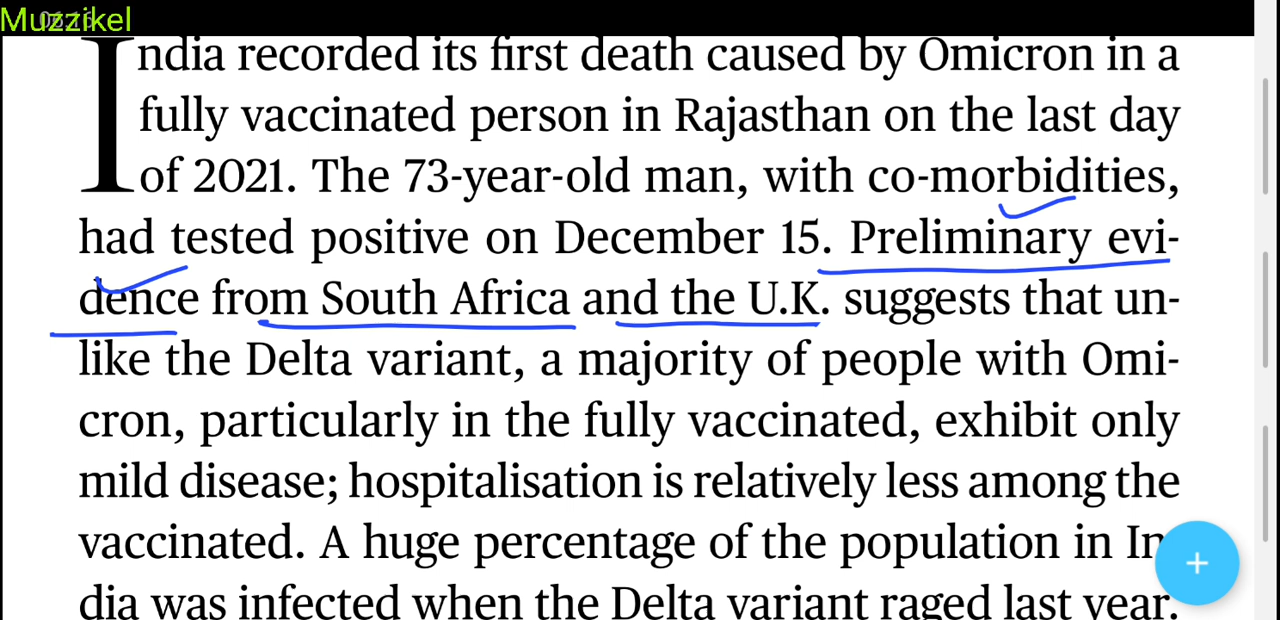 Muzzikel
India recorded its first death caused by Omicron in a
fully vaccinated person in Rajasthan on the last day
of 2021. The 73-year-old man, with co-morbidities,
had tested positive on December 15. Preliminary evi-
dence from South Africa and the U.K. suggests that un-
like the Delta variant, a majority of people with Omi-
cron, particularly in the fully vaccinated, exhibit only
mild disease; hospitalisation is relatively less among the
vaccinated. A huge percentage of the population in In
dia was infected when the Delta variant raged last year.
+